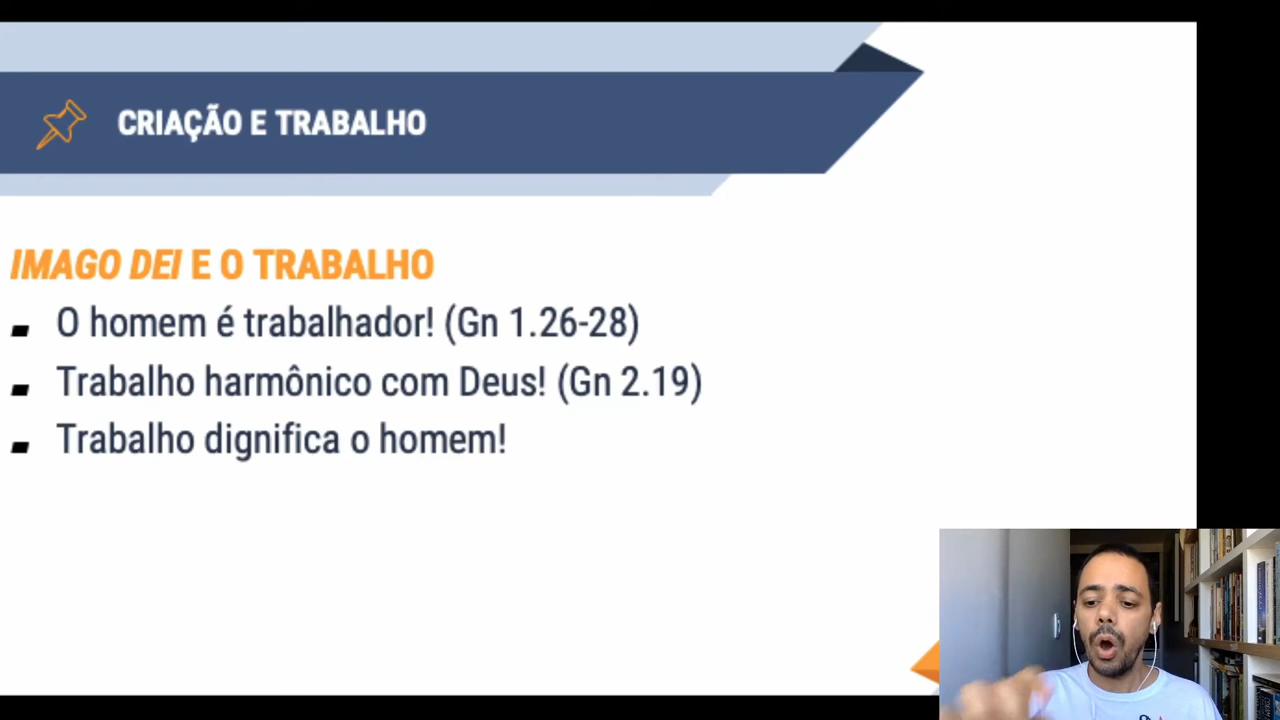 CRIAÇÃO E TRABALHO
IMAGO DEI E O TRABALHO
O homem é trabalhador! (Gn 1.26-28)
Trabalho harmônico com Deus! (Gn 2.19)
Trabalho dignifica o homem!